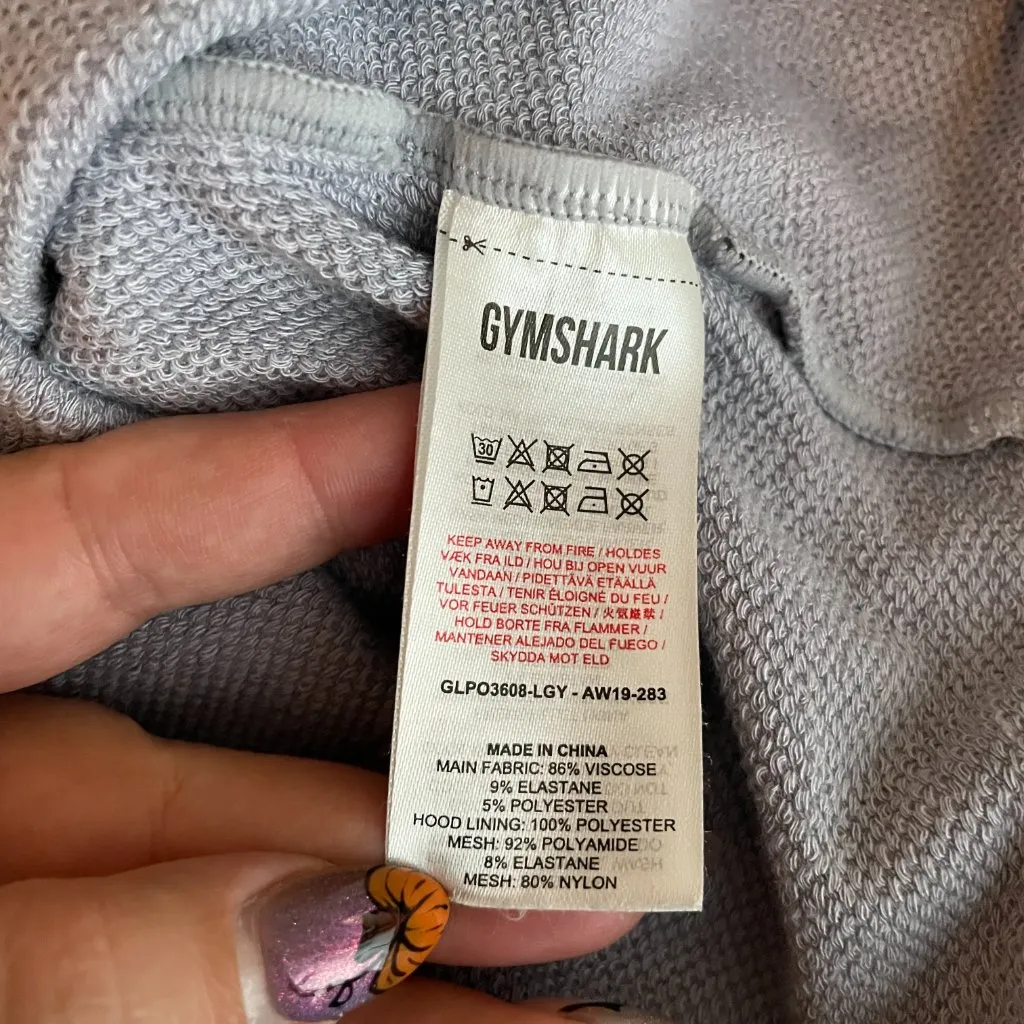 GYMSHARK
30
KEEP AWAY FROM FIRE / HOLDES
VÆK FRA ILD / HOU BIJ OPEN VUUR
VANDAAN / PIDETTÄVÄ ETÄÄLLÄ
TULESTA / TENIR ÉLOIGNÉ DU FEU /
VOR FEUER SCHÜTZEN / 火気厳禁 /
HOLD BORTE FRA FLAMMER /
MANTENER ALEJADO DEL FUEGO /
SKYDDA MOT ELD
GLPO3608-LGY - AW19-283
MADE IN CHINA
MAIN FABRIC: 86% VISCOSE
9% ELASTANE
5% POLYESTER
HOOD LINING: 100% POLYESTER
MESH: 92% POLYAMIDE
8% ELASTANE
MESH: 80% NYLON